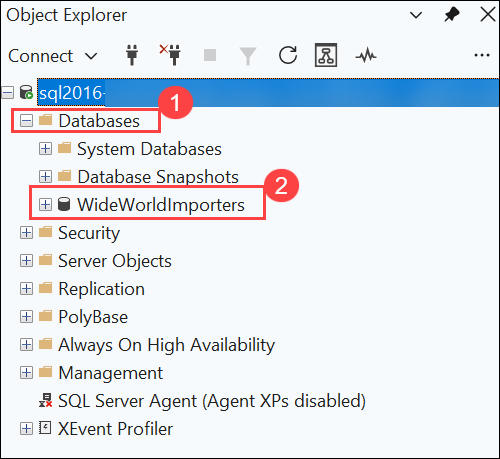 Object Explorer
Connect
sql2016-
1
Databases
System Databases
Database Snapshots
2
WideWorldImporters
Security
Server Objects
Replication
PolyBase
Always On High Availability
Management
SQL Server Agent (Agent XPs disabled)
XEvent Profiler